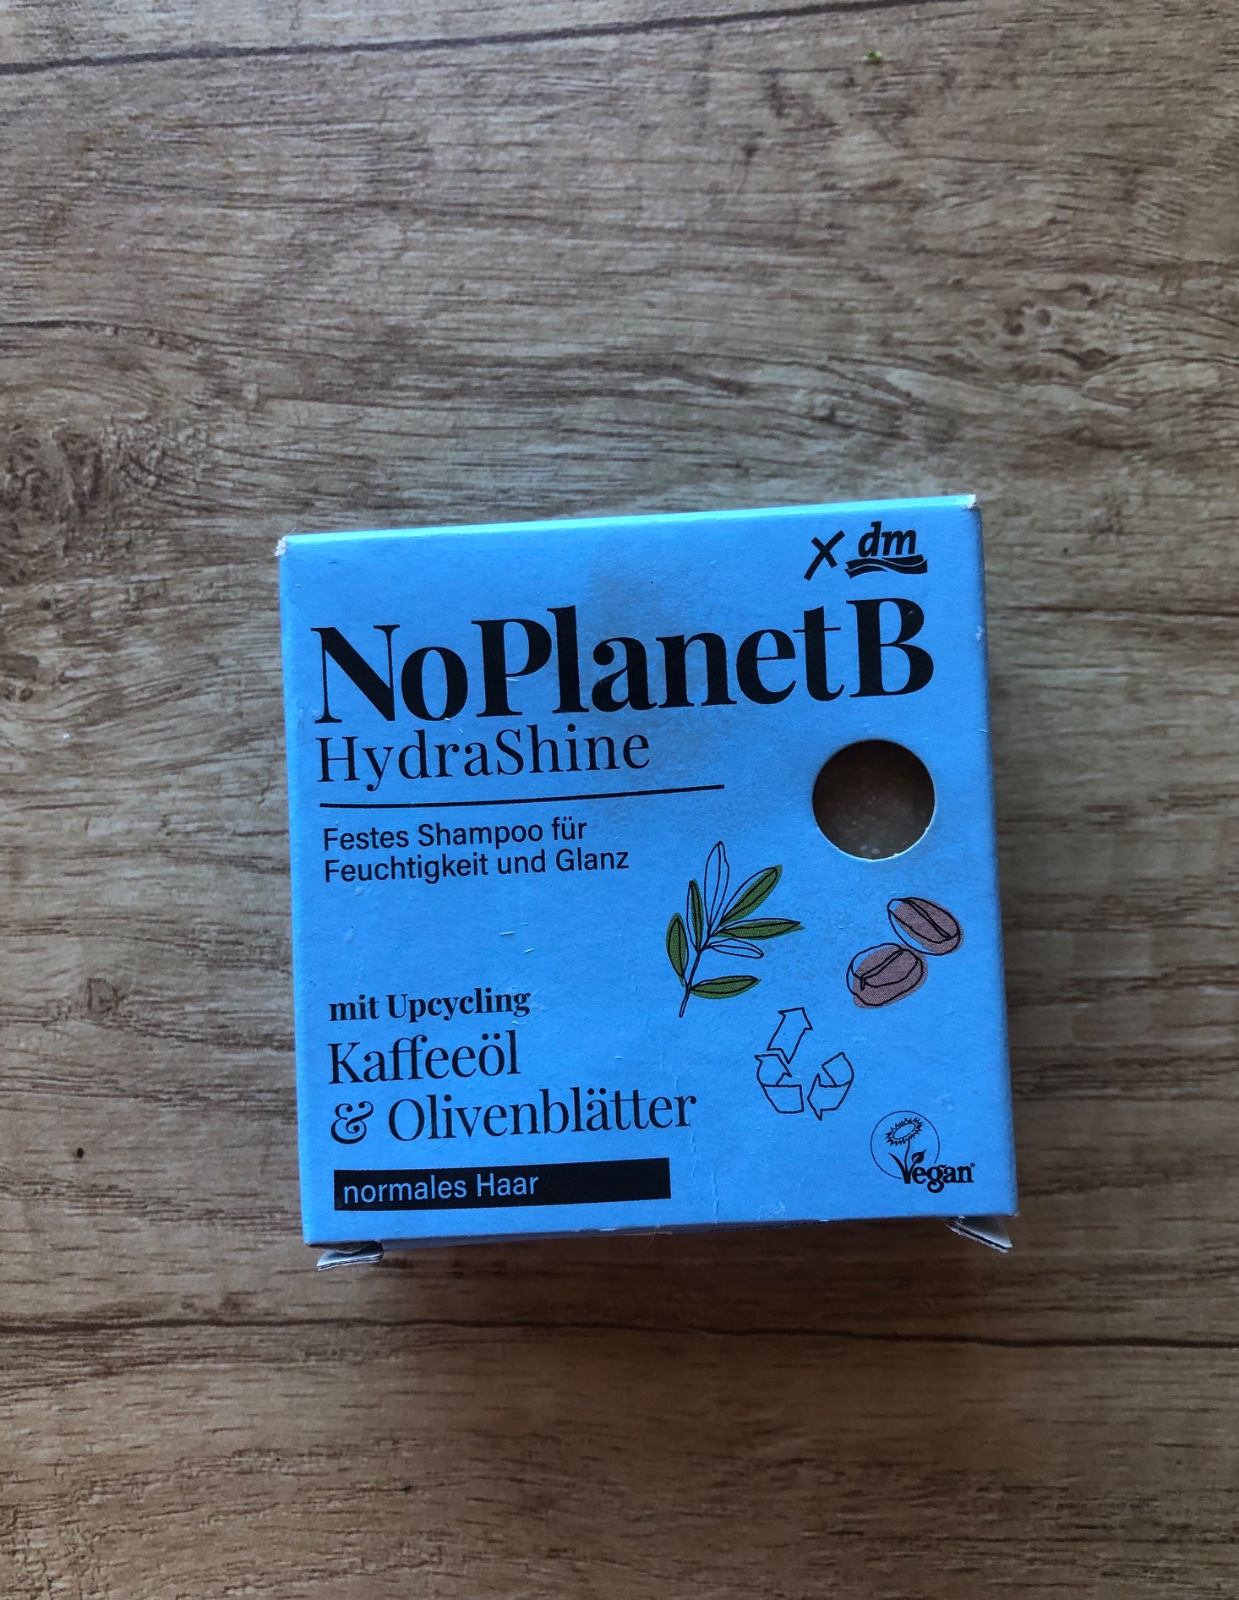 x dm
NoPlanetB
HydraShine
Festes Shampoo für
Feuchtigkeit und Glanz
mit Upcycling
Kaffeeöl
& Olivenblätter
normales Haar
Vegan